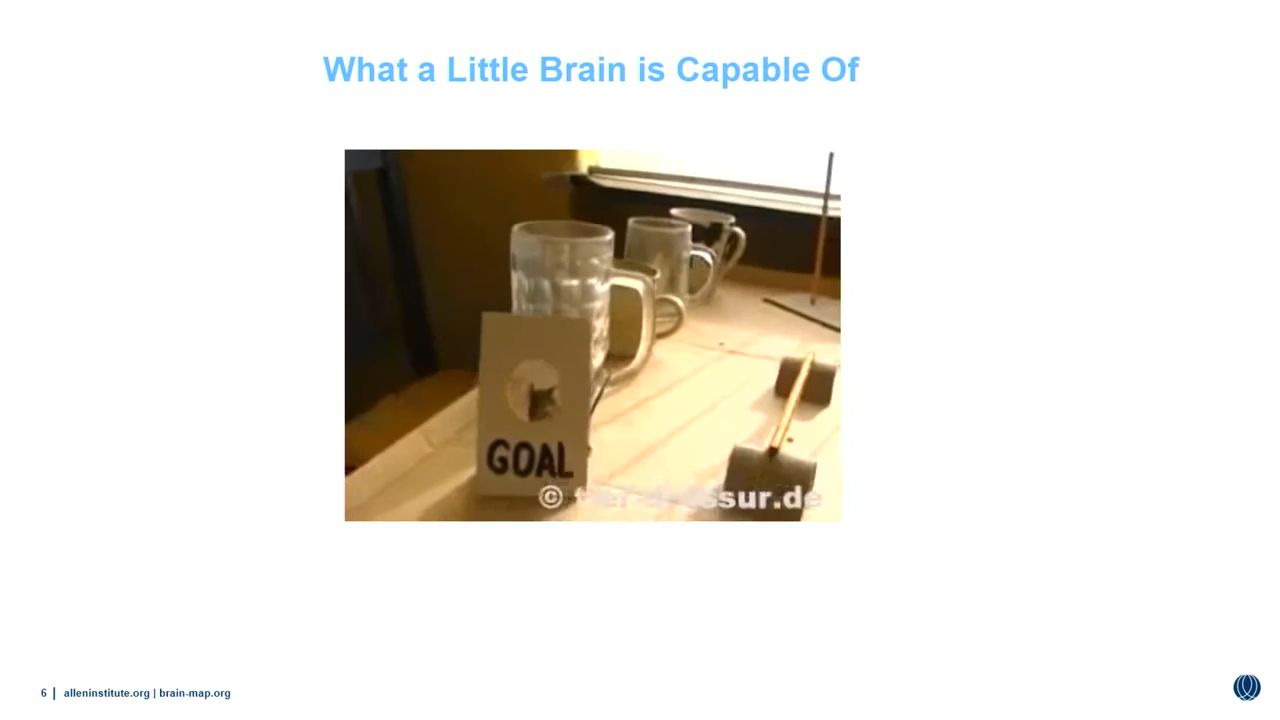 What a Little Brain is Capable Of
GOAL
©
6 | alleninstitute.org | brain-map.org